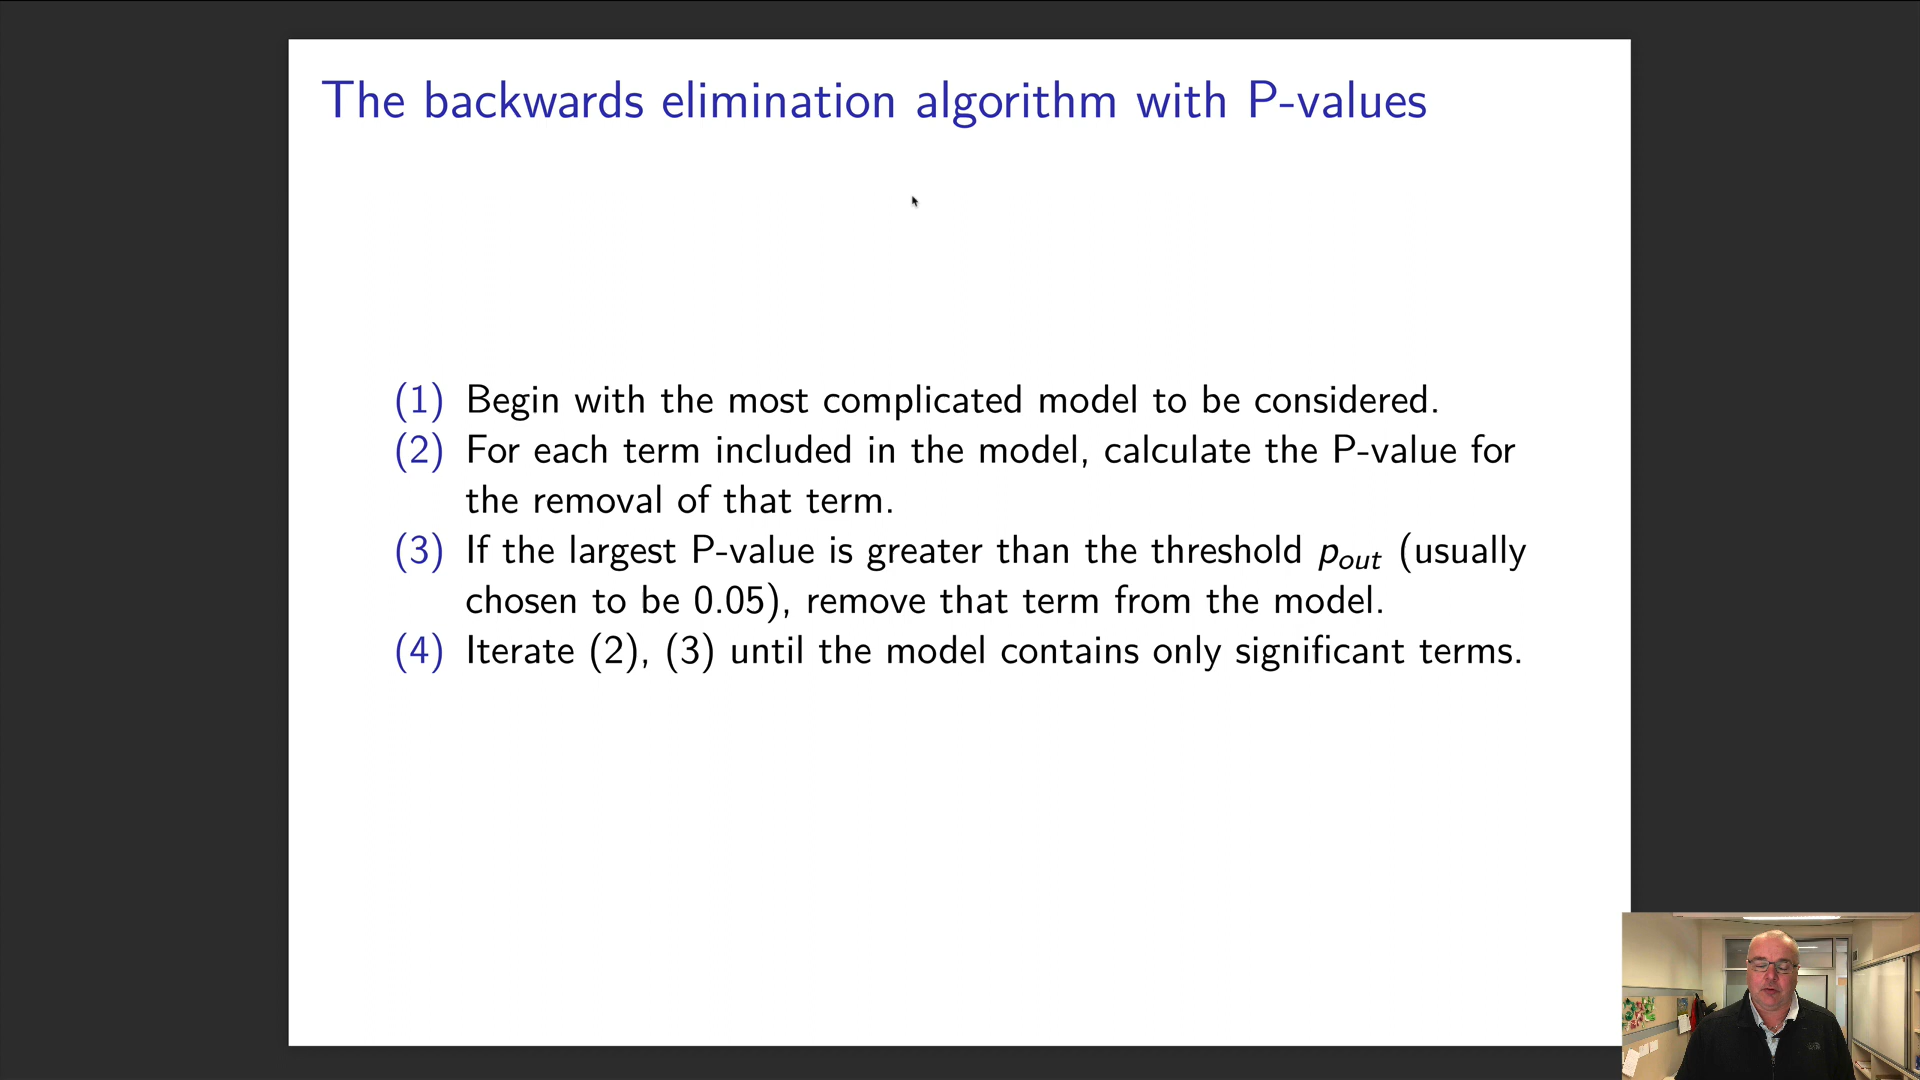 The backwards elimination algorithm with P-values
(1) Begin with the most complicated model to be considered.
(2) For each term included in the model, calculate the P-value for
the removal of that term.
(3) If the largest P-value is greater than the threshold p_out (usually
chosen to be 0.05), remove that term from the model.
(4) Iterate (2), (3) until the model contains only significant terms.